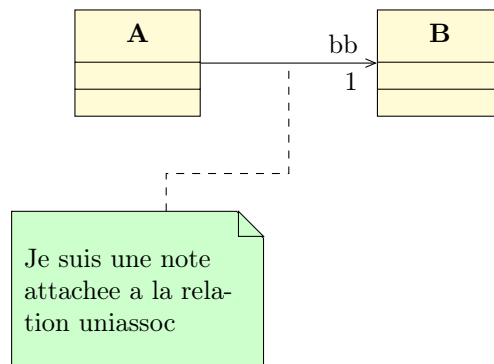 A
bb
B
1
Je suis une note
attachee a la rela-
tion uniassoc